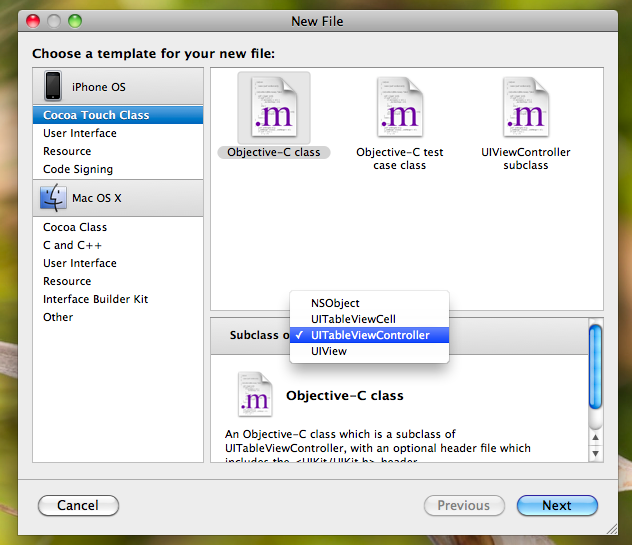 New File
Choose a template for your new file:
iPhone OS
Cocoa Touch Class
User Interface
Resource
Code Signing
Mac OS X
Cocoa Class
C and C++
User Interface
Resource
Interface Builder Kit
Other
.m
.m
.m
Objective-C class
Objective-C test
case class
UIViewController
subclass
NSObject
UITableViewCell
Subclass o
✓ UITableViewController
UIView
.m
Objective-C class
An Objective-C class which is a subclass of
UITableViewController, with an optional header file which
includes the <UIKit/UIKit.h> header.
Cancel
Previous
Next